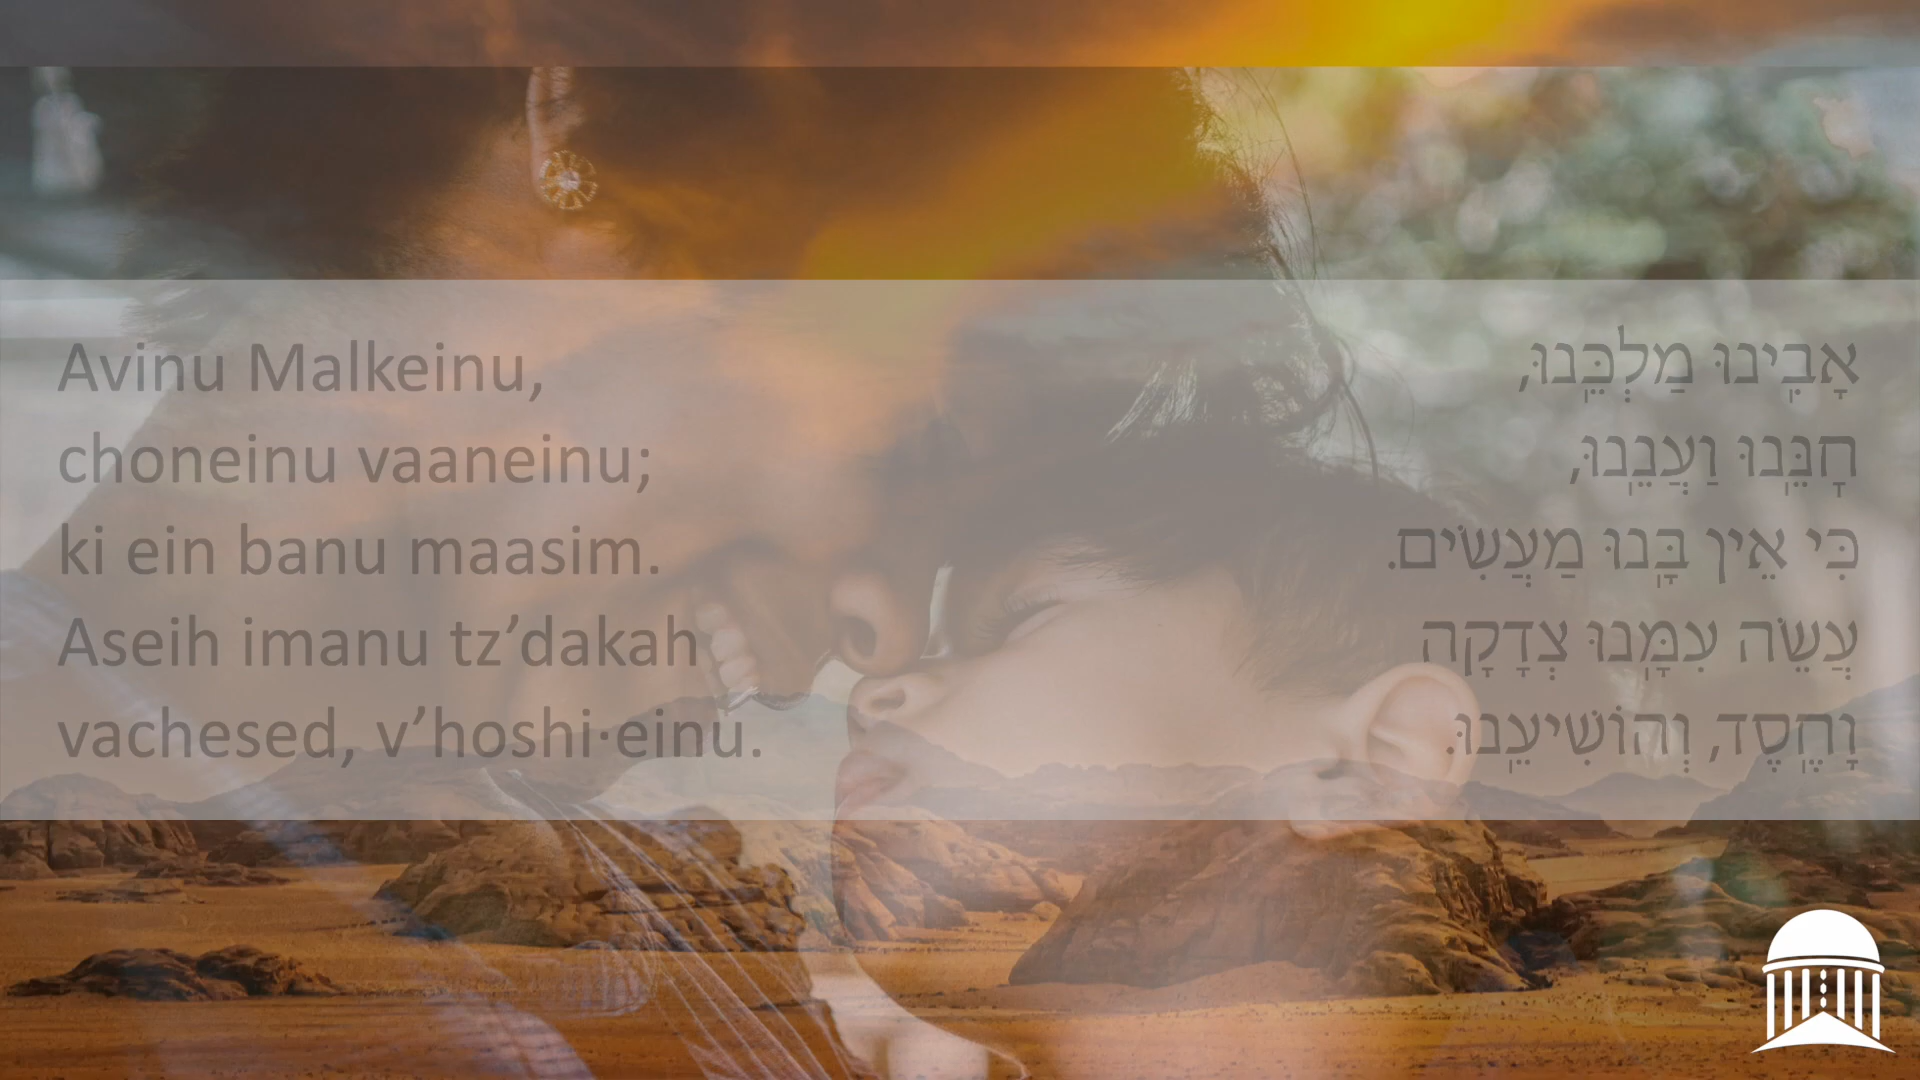 Avinu Malkeinu,
choneinu vaaneinu;
ki ein banu maasim.
Aseih imanu tz’dakah
vachesed, v’hoshi·einu.
אָבִֽינוּ מַלְכֵּֽנוּ,
חָנֵּֽנוּ וַעֲנֵֽנוּ,
כִּי אֵין בָּֽנוּ מַעֲשִׂים.
עֲשֵׂה עִמָּֽנוּ צְדָקָה
וָחֶֽסֶד, וְהוֹשִׁיעֵֽנוּ.